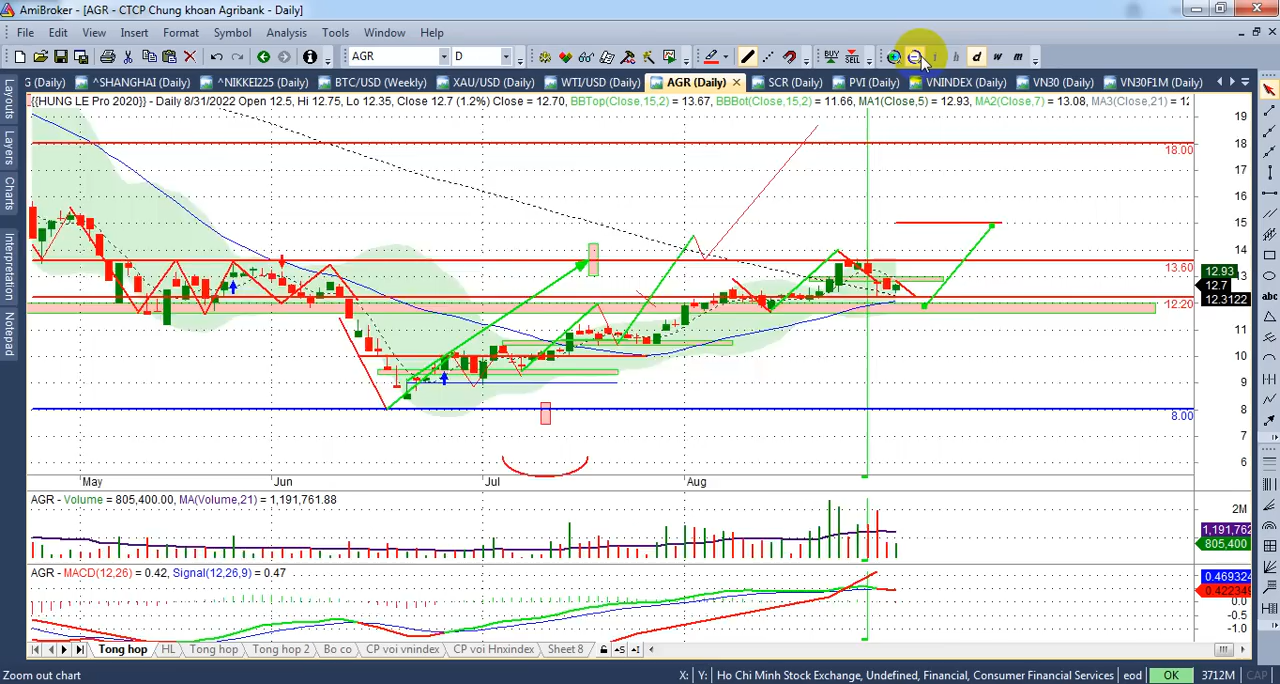 AmiBroker - [AGR - CTCP Chung khoan Agribank - Daily]
File Edit View Insert Format Symbol Analysis Tools Window Help
AGR D BUY SELL h d w m
G (Daily) ^SHANGHAI (Daily) ^NIKKEI225 (Daily) BTC/USD (Weekly) XAU/USD (Daily) WTI/USD (Daily) AGR (Daily) SCR (Daily) PVI (Daily) VNINDEX (Daily) VN30 (Daily) VN30F1M (Daily)
Layouts
Layers
Charts
Interpretation
Notepad
{{HUNG LE Pro 2020}} - Daily 8/31/2022 Open 12.5, Hi 12.75, Lo 12.35, Close 12.7 (1.2%) Close = 12.70, BBTop(Close,15,2) = 13.67, BBBot(Close,15,2) = 11.66, MA1(Close,5) = 12.93, MA2(Close,7) = 13.08, MA3(Close,21) = 12
19
18
18.00
17
16
15
14
13.60
13
12.93
12.7
12.3122
12.20
11
10
9
8
8.00
7
6
May Jun Jul Aug
AGR - Volume = 805,400.00, MA(Volume,21) = 1,191,761.88
2M
1,191,762
805,400
AGR - MACD(12,26) = 0.42, Signal(12,26,9) = 0.47
0.469324
0.422349
0.0
-0.5
-1.0
Tong hop HL Tong hop Tong hop 2 Bo co CP voi vnindex CP voi Hnxindex Sheet 8
abc
Zoom out chart X: Y: Ho Chi Minh Stock Exchange, Undefined, Financial, Consumer Financial Services eod OK 3712M CAP